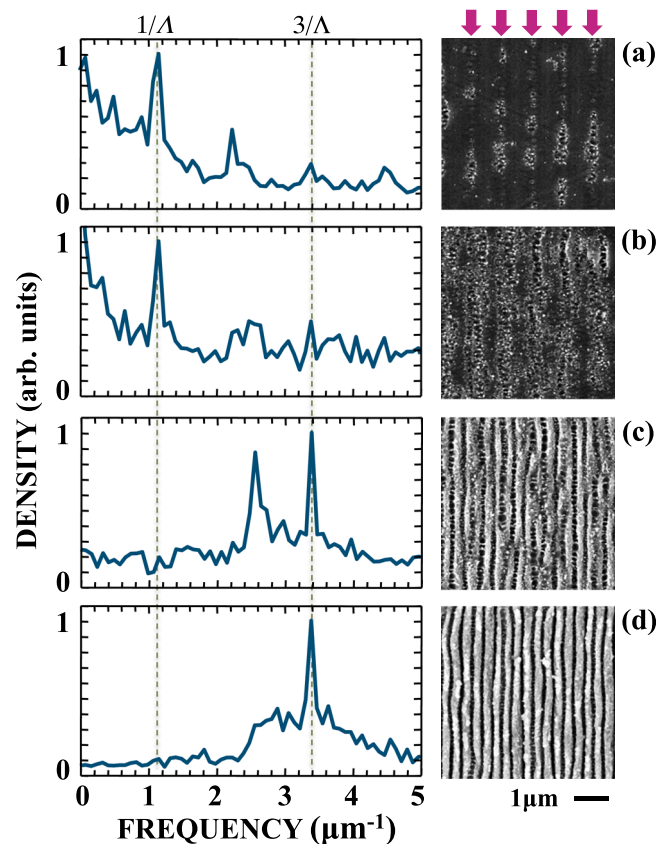 1/Λ 3/Λ
(a)
1
0
(b)
1
0
(c)
1
0
(d)
1
0
DENSITY (arb. units)
0 1 2 3 4 5
FREQUENCY (μm⁻¹)
1μm